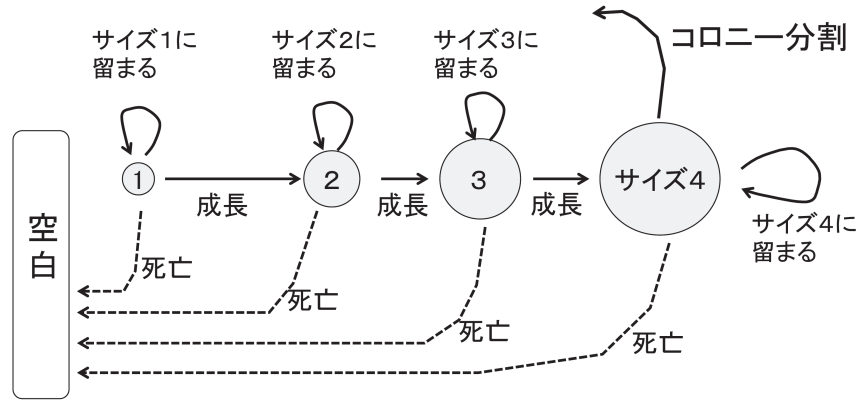 サイズ1に
留まる
サイズ2に
留まる
サイズ3に
留まる
コロニー分割
1
2
3
サイズ4
成長
成長
成長
サイズ4に
留まる
空
白
死亡
死亡
死亡
死亡